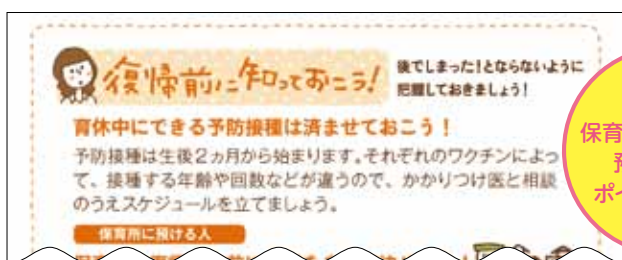 復帰前に知っておこう!
後でしまった!とならないように
把握しておきましょう!
育休中にできる予防接種は済ませておこう!
予防接種は生後2ヵ月から始まります。それぞれのワクチンによっ
て、接種する年齢や回数などが違うので、かかりつけ医と相談
のうえスケジュールを立てましょう。
保育所に預ける人
保育
予
ポイ